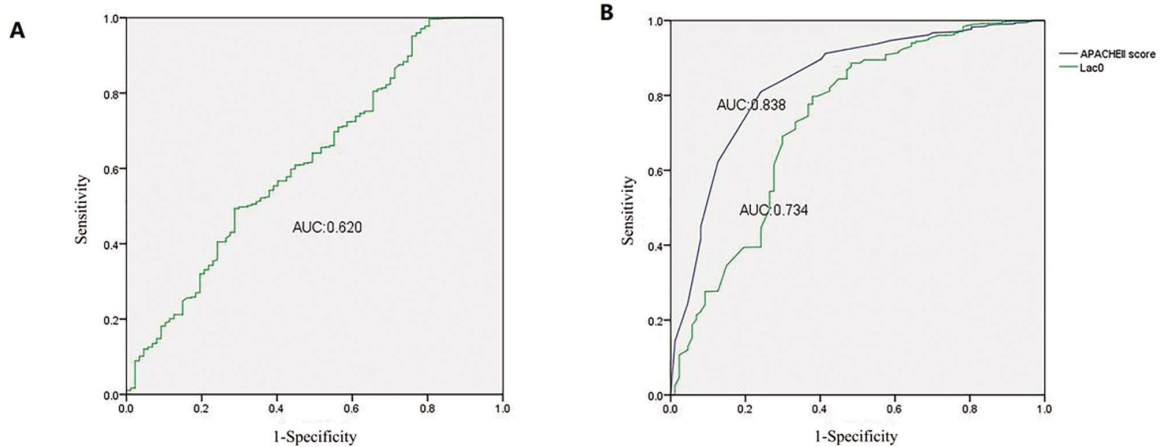 A
1.0
0.8
0.6
0.4
0.2
0.0
Sensitivity
AUC:0.620
0.0 0.2 0.4 0.6 0.8 1.0
1-Specificity
B
1.0
0.8
0.6
0.4
0.2
0.0
Sensitivity
AUC:0.838
AUC:0.734
0.0 0.2 0.4 0.6 0.8 1.0
1-Specificity
APACHEII score
Lac0